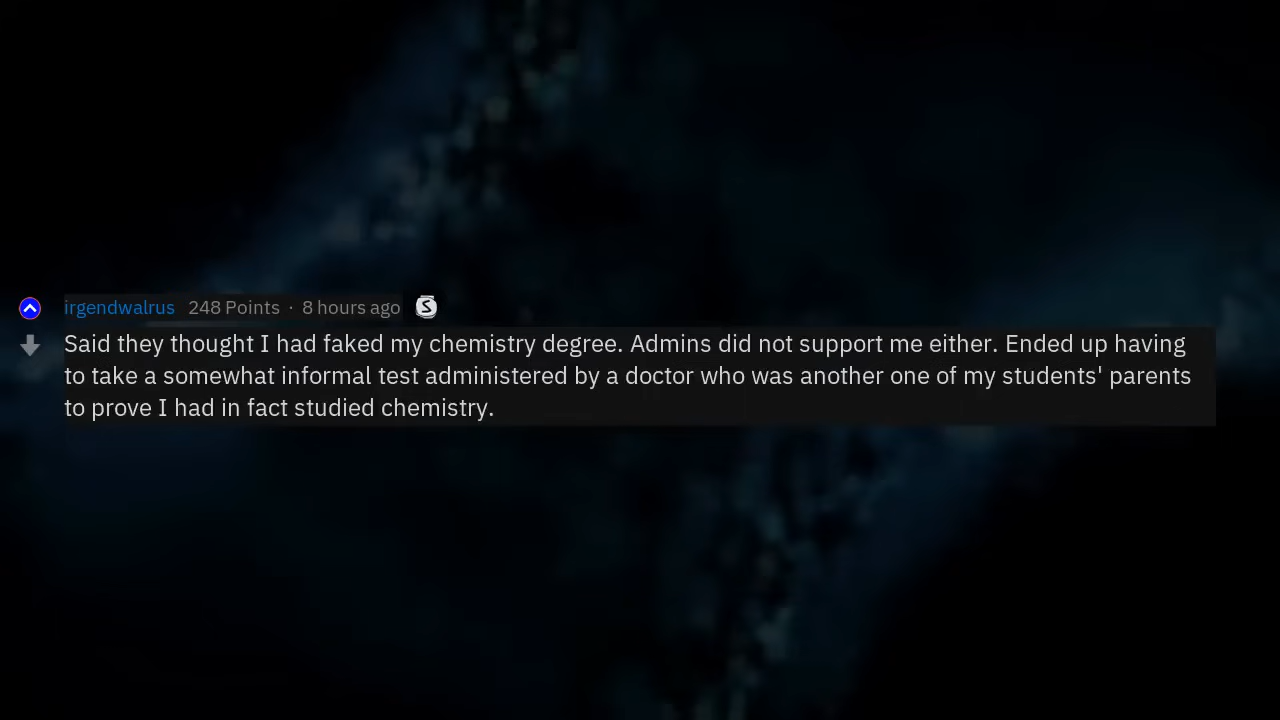 irgendwalrus 248 Points · 8 hours ago S
Said they thought I had faked my chemistry degree. Admins did not support me either. Ended up having
to take a somewhat informal test administered by a doctor who was another one of my students' parents
to prove I had in fact studied chemistry.